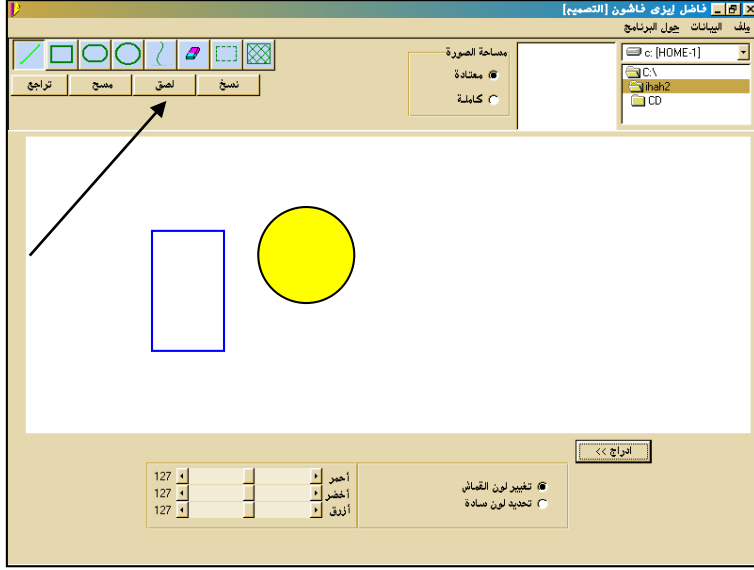 فاضل إيزى فاشون [التصميم]
ملف البيانات حول البرنامج
c: [HOME-1]
C:\
ihah2
CD
مساحة الصورة
معتادة
كاملة
نسخ
لصق
مسح
تراجع
ادراج >>
أحمر 127
أخضر 127
أزرق 127
تغيير لون القماش
تحديد لون سادة